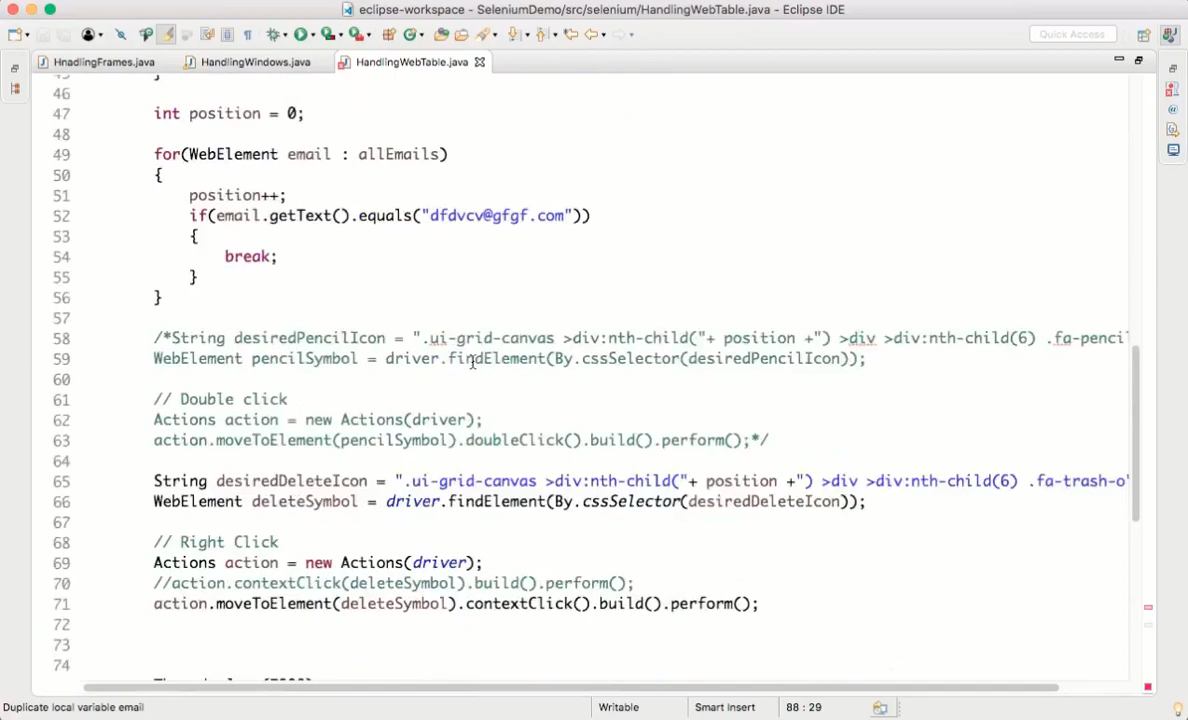 eclipse-workspace - SeleniumDemo/src/selenium/HandlingWebTable.java - Eclipse IDE
Quick Access
HnadlingFrames.java HandlingWindows.java HandlingWebTable.java
46
47 int position = 0;
48
49 for(WebElement email : allEmails)
50 {
51 position++;
52 if(email.getText().equals("dfdvcv@gfgf.com"))
53 {
54 break;
55 }
56 }
57
58 /*String desiredPencilIcon = ".ui-grid-canvas >div:nth-child("+ position +") >div >div:nth-child(6) .fa-pencil
59 WebElement pencilSymbol = driver.findElement(By.cssSelector(desiredPencilIcon));
60
61 // Double click
62 Actions action = new Actions(driver);
63 action.moveToElement(pencilSymbol).doubleClick().build().perform();*/
64
65 String desiredDeleteIcon = ".ui-grid-canvas >div:nth-child("+ position +") >div >div:nth-child(6) .fa-trash-o"
66 WebElement deleteSymbol = driver.findElement(By.cssSelector(desiredDeleteIcon));
67
68 // Right Click
69 Actions action = new Actions(driver);
70 //action.contextClick(deleteSymbol).build().perform();
71 action.moveToElement(deleteSymbol).contextClick().build().perform();
72
73
74
Duplicate local variable email Writable Smart Insert 88 : 29